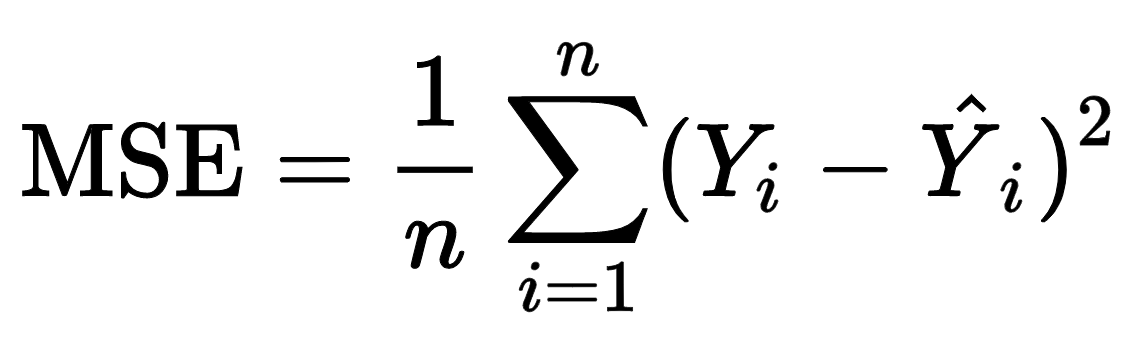 MSE = \frac{1}{n} \sum_{i=1}^{n} (Y_i - \hat{Y}_i)^2